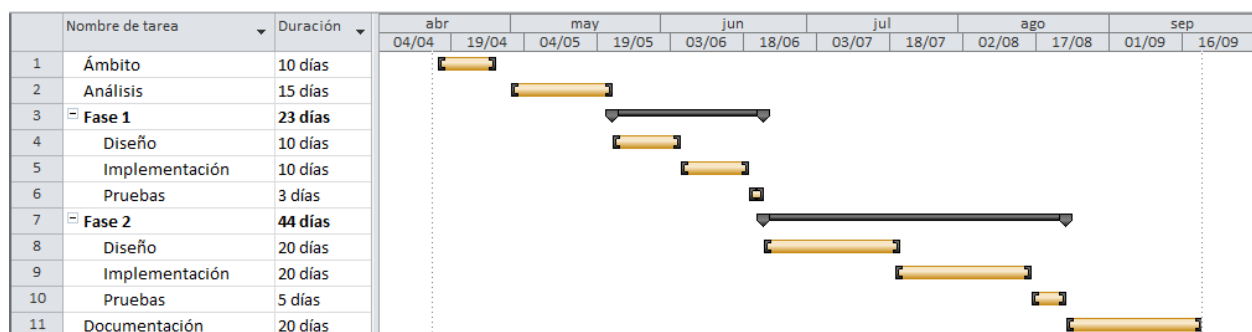 Nombre de tarea Duración abr may jun jul ago sep
04/04 19/04 04/05 19/05 03/06 18/06 03/07 18/07 02/08 17/08 01/09 16/09
1 Ámbito 10 días
2 Análisis 15 días
3 Fase 1 23 días
4 Diseño 10 días
5 Implementación 10 días
6 Pruebas 3 días
7 Fase 2 44 días
8 Diseño 20 días
9 Implementación 20 días
10 Pruebas 5 días
11 Documentación 20 días